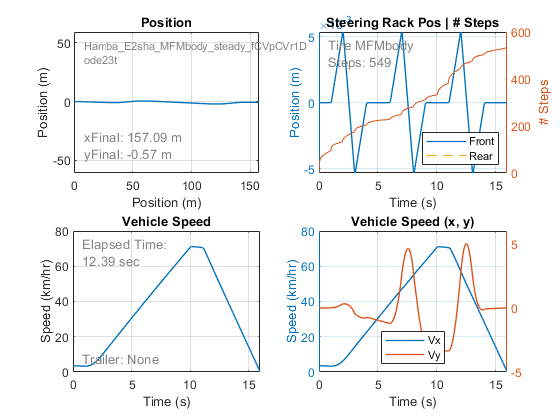 Position
Hamba_E2sha_MFMbody_steady_fCVpCVr1D
ode23t
xFinal: 157.09 m
yFinal: -0.57 m
50
0
-50
0
50
100
150
Position (m)
Position (m)
Steering Rack Pos | # Steps
Tire MFMbody
Steps: 549
Front
Rear
5
0
-5
600
400
200
0
0
5
10
15
Position (m)
# Steps
Time (s)
Vehicle Speed
Elapsed Time:
12.39 sec
Trailer: None
80
60
40
20
0
0
5
10
15
Speed (km/hr)
Time (s)
Vehicle Speed (x, y)
Vx
Vy
80
60
40
20
0
5
0
-5
0
5
10
15
Speed (km/hr)
Time (s)